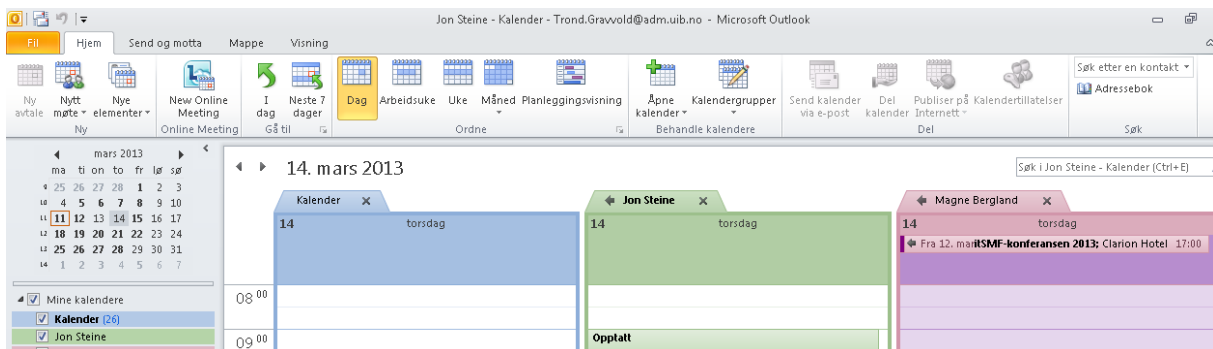 Jon Steine - Kalender - Trond.Gravvold@adm.uib.no - Microsoft Outlook
Fil Hjem Send og motta Mappe Visning
Ny avtale
Nytt møte
Nye elementer
Ny
New Online Meeting
Online Meeting
I dag
Neste 7 dager
Gå til
Dag Arbeidsuke Uke Måned Planleggingsvisning
Ordne
Åpne kalender
Kalendergrupper
Behandle kalendere
Send kalender via e-post
Del kalender
Publiser på Internett
Kalendertillatelser
Del
Søk etter en kontakt
Adressebok
Søk
mars 2013
ma ti on to fr lø sø
9 25 26 27 28 1 2 3
10 4 5 6 7 8 9 10
11 11 12 13 14 15 16 17
12 18 19 20 21 22 23 24
13 25 26 27 28 29 30 31
14 1 2 3 4 5 6 7
Mine kalendere
Kalender (26)
Jon Steine
14. mars 2013
Søk i Jon Steine - Kalender (Ctrl+E)
Kalender
Jon Steine
Magne Bergland
14 torsdag
14 torsdag
14 torsdag
Fra 12. mar itSMF-konferansen 2013; Clarion Hotel 17:00
08 00
09 00
Opptatt